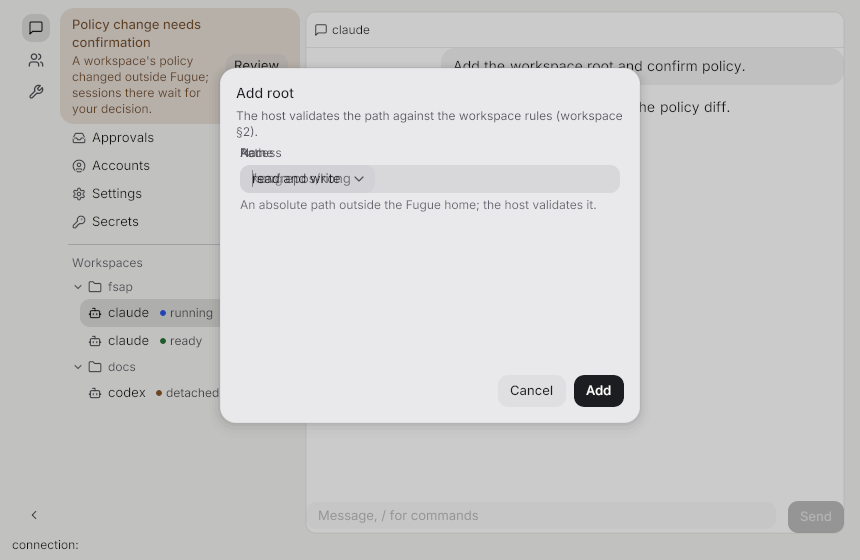 Policy change needs
confirmation
A workspace's policy
changed outside Fugue;
sessions there wait for
your decision.
Review
Approvals
Accounts
Settings
Secrets
Workspaces
fsap
claude running
claude ready
docs
codex detached
connection:
claude
Add the workspace root and confirm policy.
he policy diff.
Add root
The host validates the path against the workspace rules (workspace
§2).
read and write
An absolute path outside the Fugue home; the host validates it.
Cancel
Add
Message, / for commands
Send